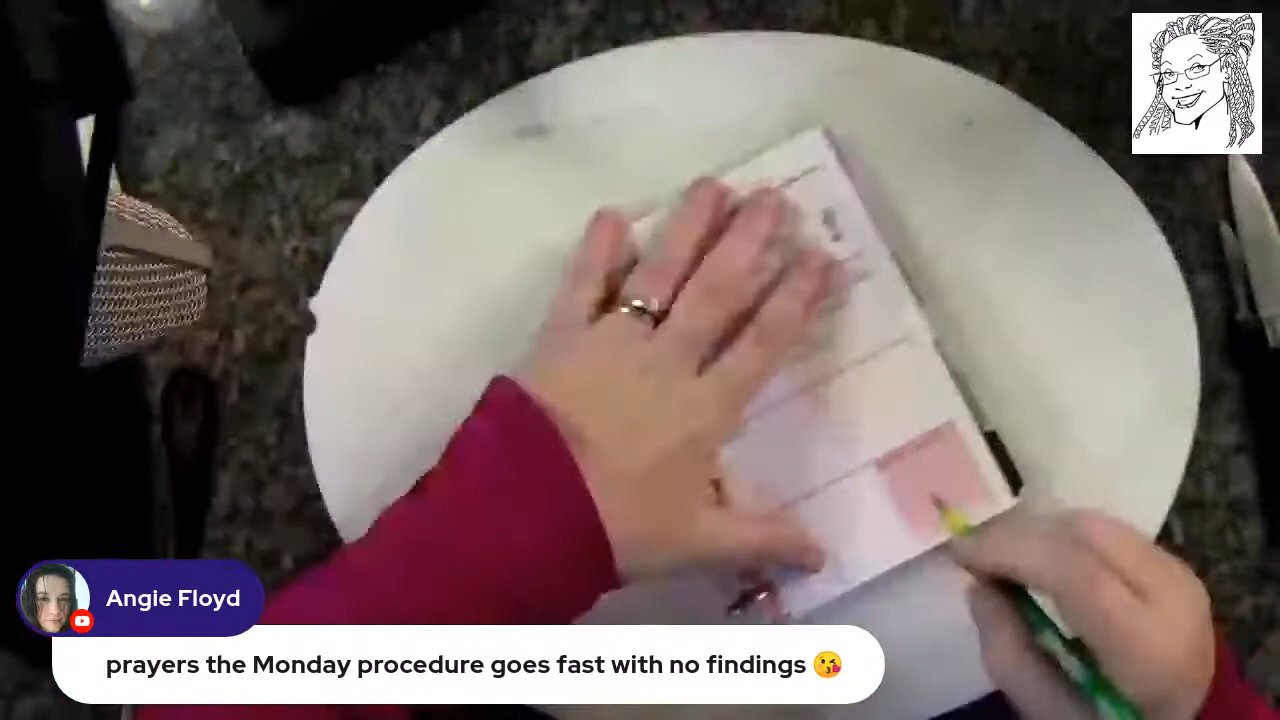 Angie Floyd
prayers the Monday procedure goes fast with no findings 😘